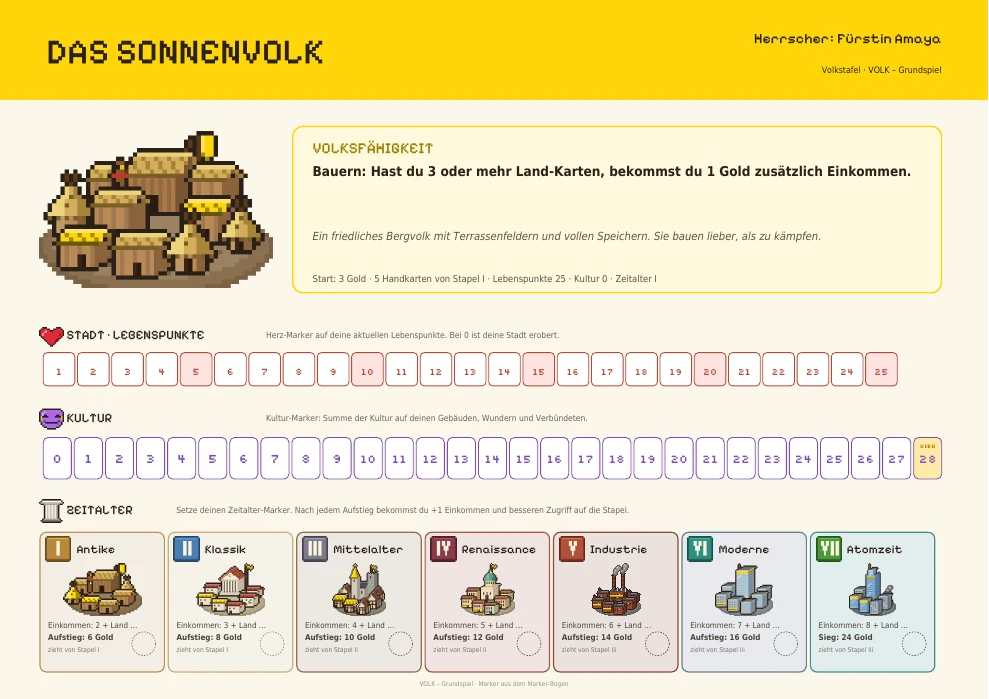 DAS SONNENVOLK
Herrscher: Fürstin Amaya
Volkstafel · VOLK – Grundspiel
VOLKSFÄHIGKEIT
Bauern: Hast du 3 oder mehr Land-Karten, bekommst du 1 Gold zusätzlich Einkommen.
Ein friedliches Bergvolk mit Terrassenfeldern und vollen Speichern. Sie bauen lieber, als zu kämpfen.
Start: 3 Gold · 5 Handkarten von Stapel I · Lebenspunkte 25 · Kultur 0 · Zeitalter I
STADT · LEBENSPUNKTE
Herz-Marker auf deine aktuellen Lebenspunkte. Bei 0 ist deine Stadt erobert.
1 2 3 4 5 6 7 8 9 10 11 12 13 14 15 16 17 18 19 20 21 22 23 24 25
KULTUR
Kultur-Marker: Summe der Kultur auf deinen Gebäuden, Wundern und Verbündeten.
SIEG
0 1 2 3 4 5 6 7 8 9 10 11 12 13 14 15 16 17 18 19 20 21 22 23 24 25 26 27 28
ZEITALTER
Setze deinen Zeitalter-Marker. Nach jedem Aufstieg bekommst du +1 Einkommen und besseren Zugriff auf die Stapel.
I Antike
Einkommen: 2 + Land ...
Aufstieg: 6 Gold
zieht von Stapel I
II Klassik
Einkommen: 3 + Land ...
Aufstieg: 8 Gold
zieht von Stapel I
III Mittelalter
Einkommen: 4 + Land ...
Aufstieg: 10 Gold
zieht von Stapel Ii
IV Renaissance
Einkommen: 5 + Land ...
Aufstieg: 12 Gold
zieht von Stapel Ii
V Industrie
Einkommen: 6 + Land ...
Aufstieg: 14 Gold
zieht von Stapel Ii
VI Moderne
Einkommen: 7 + Land ...
Aufstieg: 16 Gold
zieht von Stapel Iii
VII Atomzeit
Einkommen: 8 + Land ...
Sieg: 24 Gold
zieht von Stapel Iii
VOLK – Grundspiel · Marker aus dem Marker-Bogen